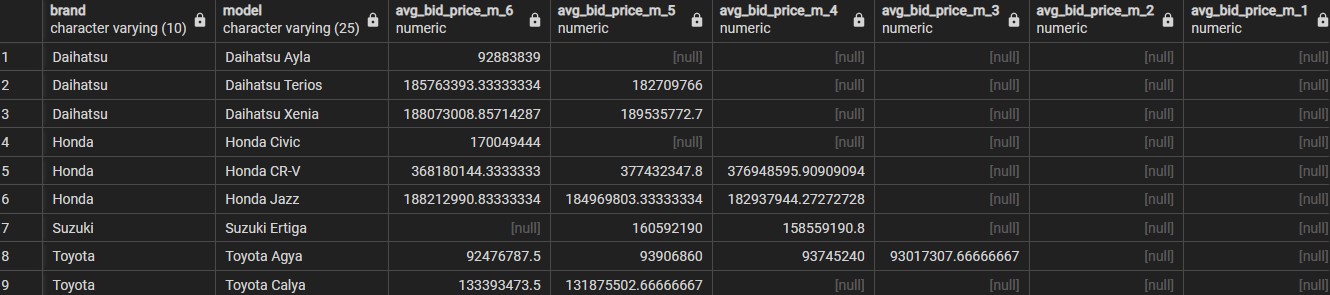 brand model avg_bid_price_m_6 avg_bid_price_m_5 avg_bid_price_m_4 avg_bid_price_m_3 avg_bid_price_m_2 avg_bid_price_m_1
character varying (10) character varying (25) numeric numeric numeric numeric numeric numeric
1 Daihatsu Daihatsu Ayla 92883839 [null] [null] [null] [null] [null]
2 Daihatsu Daihatsu Terios 185763393.33333334 182709766 [null] [null] [null] [null]
3 Daihatsu Daihatsu Xenia 188073008.85714287 189535772.7 [null] [null] [null] [null]
4 Honda Honda Civic 170049444 [null] [null] [null] [null] [null]
5 Honda Honda CR-V 368180144.3333333 377432347.8 376948595.90909094 [null] [null] [null]
6 Honda Honda Jazz 188212990.83333334 184969803.33333334 182937944.27272728 [null] [null] [null]
7 Suzuki Suzuki Ertiga [null] 160592190 158559190.8 [null] [null] [null]
8 Toyota Toyota Agya 92476787.5 93906860 93745240 93017307.66666667 [null] [null]
9 Toyota Toyota Calya 133393473.5 131875502.66666667 [null] [null] [null] [null]